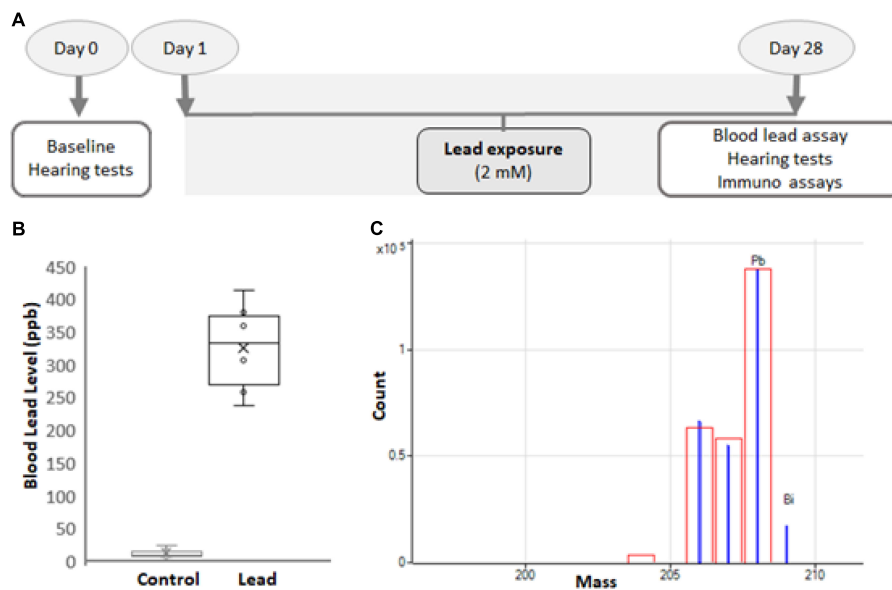 A
Day 0
Day 1
Day 28
Baseline
Hearing tests
Lead exposure
(2 mM)
Blood lead assay
Hearing tests
Immuno assays
B
Blood Lead Level (ppb)
450
400
350
300
250
200
150
100
50
0
Control
Lead
C
x10 5
Count
1
0.5
0
Pb
Bi
200
205
210
Mass